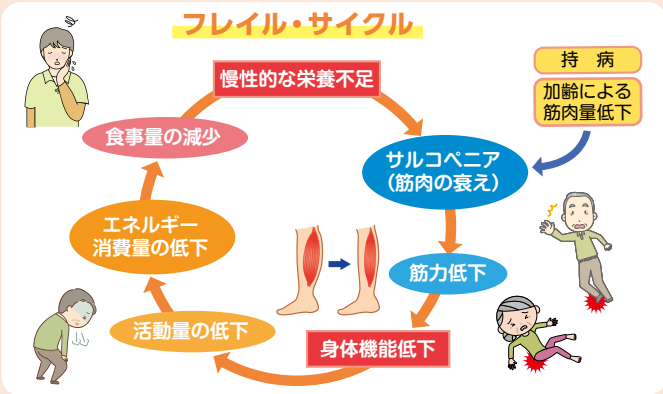 フレイル・サイクル
慢性的な栄養不足
持　病
加齢による
筋肉量低下
サルコペニア
（筋肉の衰え）
筋力低下
身体機能低下
活動量の低下
エネルギー
消費量の低下
食事量の減少